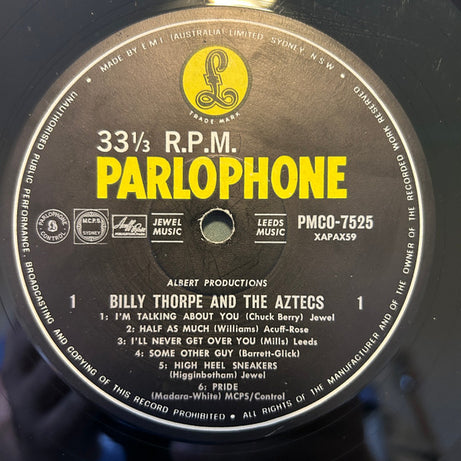 MADE BY E.M.I. (AUSTRALIA) LIMITED, SYDNEY, N.S.W.
£
TRADE MARK
33⅓ R.P.M.
PARLOPHONE
PARLOPHONE CONTROL
M.C.P.S. SYDNEY
JEWEL MUSIC
LEEDS MUSIC
PMCO-7525
XAPAX59
ALBERT PRODUCTIONS
1 BILLY THORPE AND THE AZTECS 1
1: I'M TALKING ABOUT YOU (Chuck Berry) Jewel
2: HALF AS MUCH (Williams) Acuff-Rose
3: I'LL NEVER GET OVER YOU (Mills) Leeds
4: SOME OTHER GUY (Barrett-Glick)
5: HIGH HEEL SNEAKERS
(Higginbotham) Jewel
6: PRIDE
(Madara-White) MCPS/Control
UNAUTHORISED PUBLIC PERFORMANCE, BROADCASTING AND COPYING OF THIS RECORD PROHIBITED • ALL RIGHTS OF THE MANUFACTURER AND OF THE OWNER OF THE RECORDED WORK RESERVED